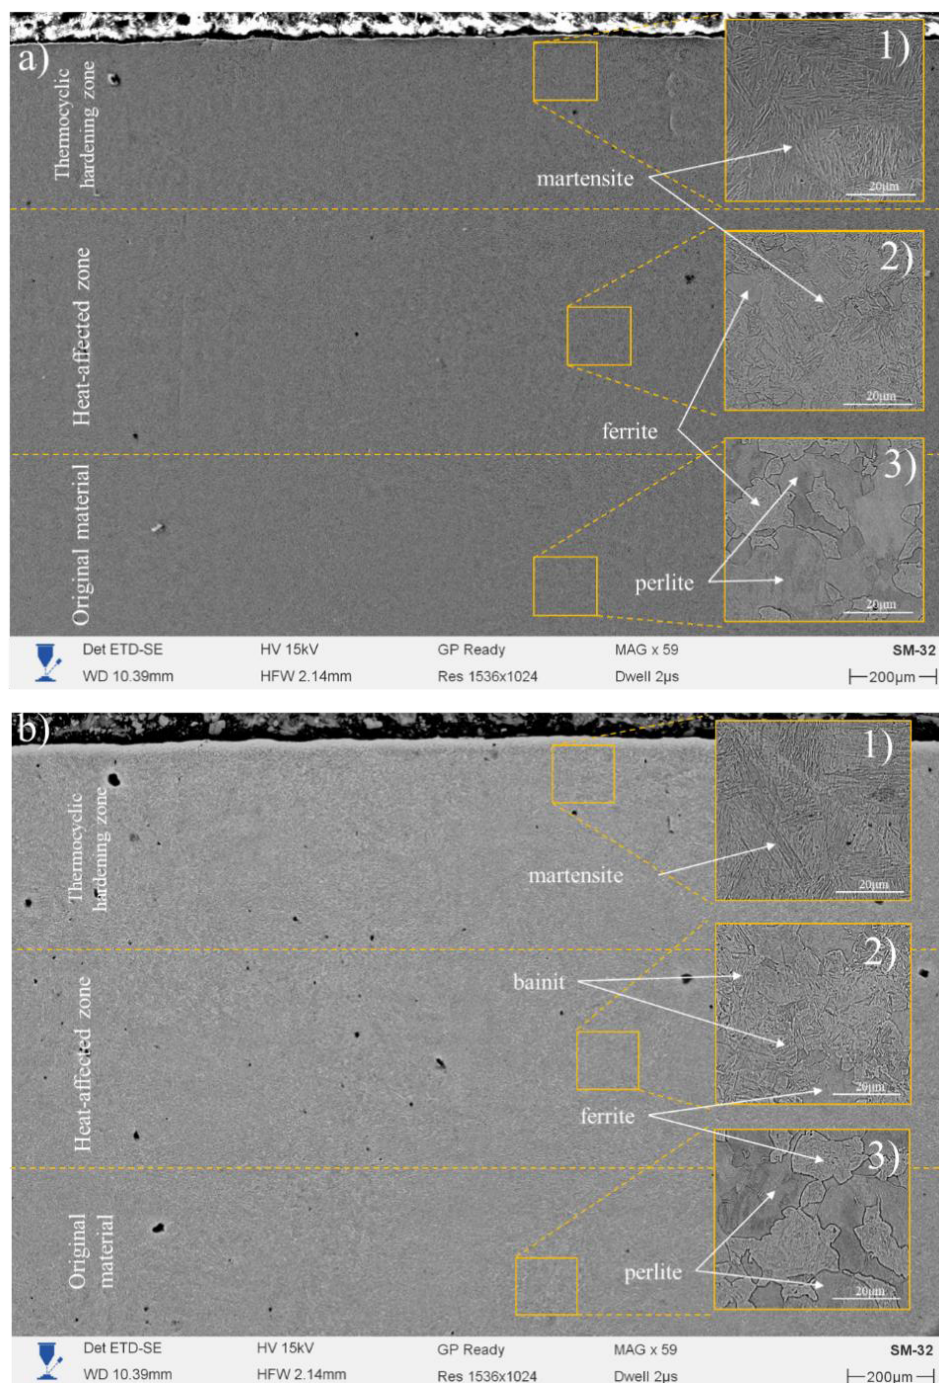 a)
Thermocyclic
hardening zone
Heat-affected zone
Original material
1)
20μm
martensite
2)
20μm
ferrite
3)
20μm
perlite
Det ETD-SE HV 15kV GP Ready MAG x 59 SM-32
WD 10.39mm HFW 2.14mm Res 1536x1024 Dwell 2μs 200μm
b)
Thermocyclic
hardening zone
Heat-affected zone
Original
material
1)
20μm
martensite
2)
20μm
bainit
ferrite
3)
20μm
perlite
Det ETD-SE HV 15kV GP Ready MAG x 59 SM-32
WD 10.39mm HFW 2.14mm Res 1536x1024 Dwell 2μs 200μm